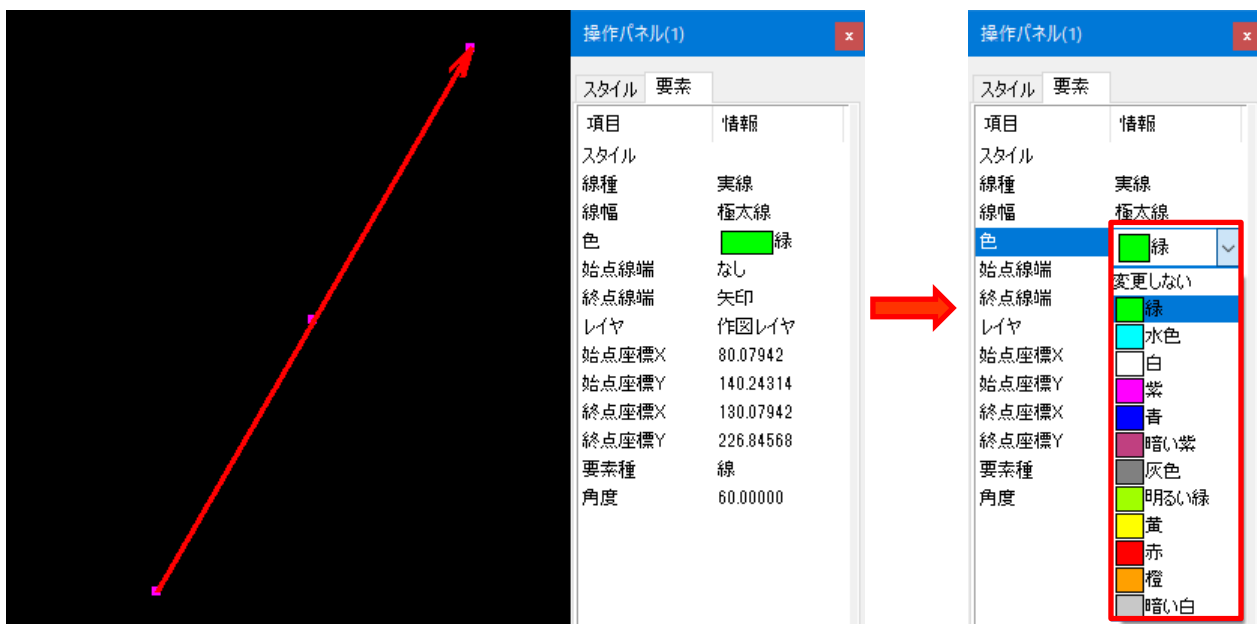 操作パネル(1)
x
スタイル 要素
項目 情報
スタイル
線種 実線
線幅 極太線
色 緑
始点線端 なし
終点線端 矢印
レイヤ 作図レイヤ
始点座標X 80.07942
始点座標Y 140.24314
終点座標X 130.07942
終点座標Y 226.84568
要素種 線
角度 60.00000
操作パネル(1)
x
スタイル 要素
項目 情報
スタイル
線種 実線
線幅 極太線
色 緑
始点線端
終点線端
レイヤ
始点座標X
始点座標Y
終点座標X
終点座標Y
要素種
角度
変更しない
緑
水色
白
紫
青
暗い紫
灰色
明るい緑
黄
赤
橙
暗い白